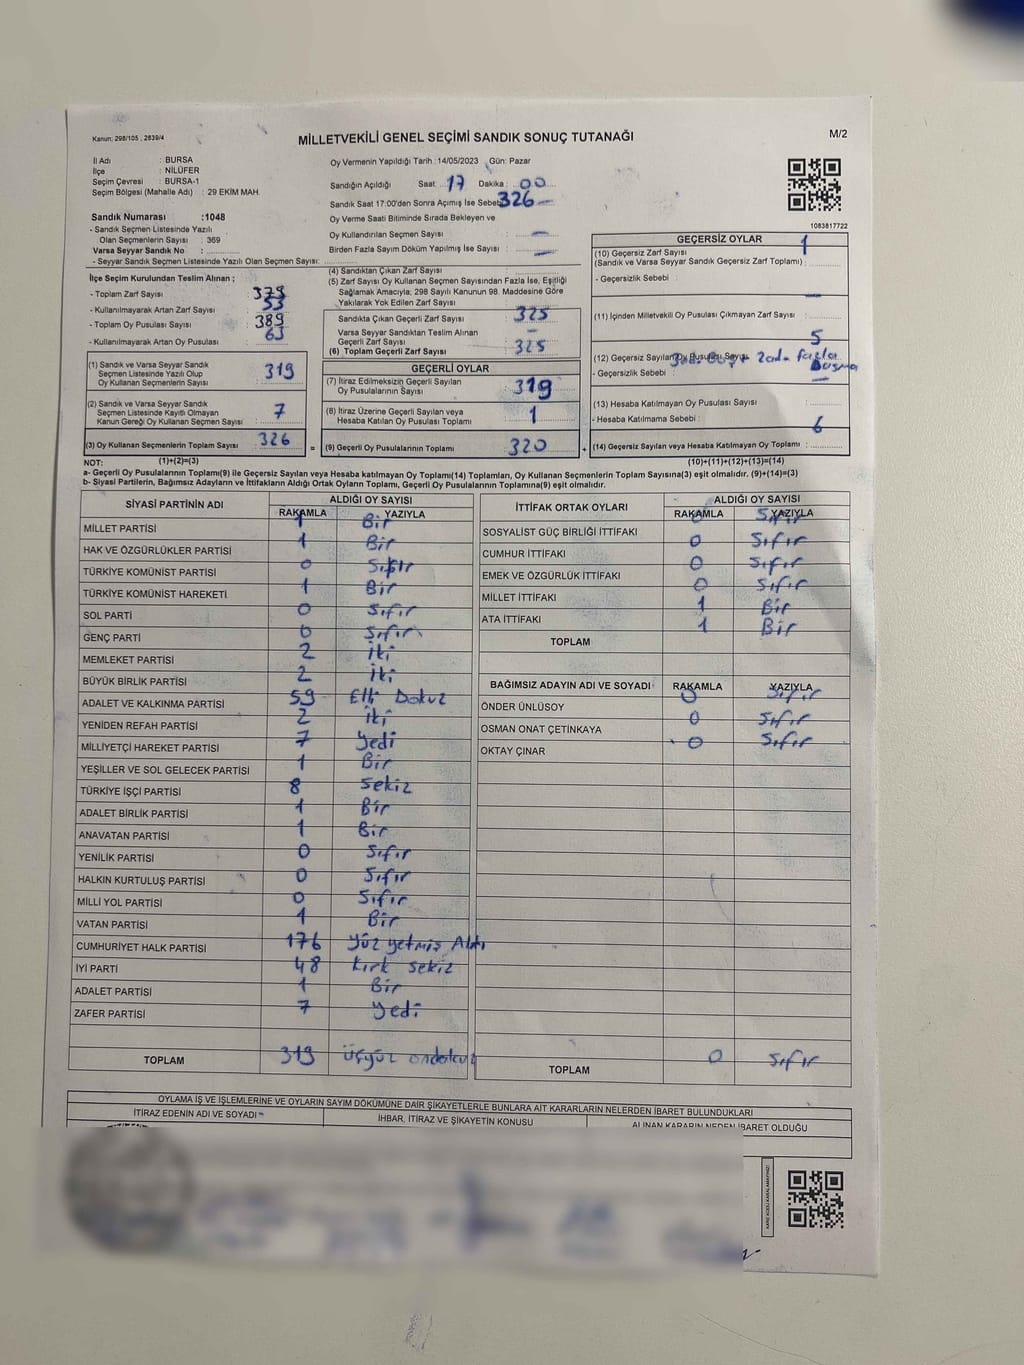 Kanun; 298/105 , 2839/4
MİLLETVEKİLİ GENEL SEÇİMİ SANDIK SONUÇ TUTANAĞI
M/2
İl Adı : BURSA
İlçe : NİLÜFER
Seçim Çevresi : BURSA-1
Seçim Bölgesi (Mahalle Adı) : 29 EKİM MAH.
Oy Vermenin Yapıldığı Tarih : 14/05/2023 Gün: Pazar
Sandığın Açıldığı Saat: 17 Dakika : 00
Sandık Saat 17:00'den Sonra Açımış İse Sebebi 326 -
Oy Verme Saati Bitiminde Sırada Bekleyen ve
Oy Kullandırılan Seçmen Sayısı : -
Birden Fazla Sayım Döküm Yapılmış İse Sayısı : -
1083817722
Sandık Numarası :1048
- Sandık Seçmen Listesinde Yazılı
Olan Seçmenlerin Sayısı : 369
Varsa Seyyar Sandık No :
- Seyyar Sandık Seçmen Listesinde Yazılı Olan Seçmen Sayısı:
İlçe Seçim Kurulundan Teslim Alınan ;
- Toplam Zarf Sayısı : 379
- Kullanılmayarak Artan Zarf Sayısı : 53
- Toplam Oy Pusulası Sayısı : 389
- Kullanılmayarak Artan Oy Pusulası : 63
(1) Sandık ve Varsa Seyyar Sandık
Seçmen Listesinde Yazılı Olup
Oy Kullanan Seçmenlerin Sayısı : 319
(2) Sandık ve Varsa Seyyar Sandık
Seçmen Listesinde Kayıtlı Olmayan
Kanun Gereği Oy Kullanan Seçmen Sayısı : 7
(3) Oy Kullanan Seçmenlerin Toplam Sayısı : 326
(1)+(2)=(3)
(4) Sandıktan Çıkan Zarf Sayısı
(5) Zarf Sayısı Oy Kullanan Seçmen Sayısından Fazla İse, Eşitliği
Sağlamak Amacıyla, 298 Sayılı Kanunun 98. Maddesine Göre
Yakılarak Yok Edilen Zarf Sayısı :
Sandıkta Çıkan Geçerli Zarf Sayısı : 325
Varsa Seyyar Sandıktan Teslim Alınan
Geçerli Zarf Sayısı : -
(6) Toplam Geçerli Zarf Sayısı : 325
GEÇERLİ OYLAR
(7) İtiraz Edilmeksizin Geçerli Sayılan
Oy Pusulalarının Sayısı : 319
(8) İtiraz Üzerine Geçerli Sayılan veya
Hesaba Katılan Oy Pusulaları Toplamı : 1
= (9) Geçerli Oy Pusulalarının Toplamı : 320
GEÇERSİZ OYLAR
(10) Geçersiz Zarf Sayısı 1
(Sandık ve Varsa Seyyar Sandık Geçersiz Zarf Toplamı) :
- Geçersizlik Sebebi :
(11) İçinden Milletvekili Oy Pusulası Çıkmayan Zarf Sayısı : -
(12) Geçersiz Sayılan Oy Pusulası Sayısı 5
- Geçersizlik Sebebi : 2 adn fazla Basma
(13) Hesaba Katılmayan Oy Pusulası Sayısı : -
- Hesaba Katılmama Sebebi :
+ (14) Geçersiz Sayılan veya Hesaba Katılmayan Oy Toplamı : 6
(10)+(11)+(12)+(13)=(14)
NOT:
a- Geçerli Oy Pusulalarının Toplamı(9) ile Geçersiz Sayılan veya Hesaba katılmayan Oy Toplamı(14) Toplamları, Oy Kullanan Seçmenlerin Toplam Sayısına(3) eşit olmalıdır. (9)+(14)=(3)
b- Siyasi Partilerin, Bağımsız Adayların ve İttifakların Aldığı Ortak Oyların Toplamı, Geçerli Oy Pusulalarının Toplamına(9) eşit olmalıdır.
SİYASİ PARTİNİN ADI
ALDIĞI OY SAYISI
RAKAMLA YAZIYLA
MİLLET PARTİSİ 1 Bir
HAK VE ÖZGÜRLÜKLER PARTİSİ 1 Bir
TÜRKİYE KOMÜNİST PARTİSİ 0 Sıfır
TÜRKİYE KOMÜNİST HAREKETİ 1 Bir
SOL PARTİ 0 Sıfır
GENÇ PARTİ 0 Sıfır
MEMLEKET PARTİSİ 2 İki
BÜYÜK BİRLİK PARTİSİ 2 İki
ADALET VE KALKINMA PARTİSİ 59 Elli Dokuz
YENİDEN REFAH PARTİSİ 2 iki
MİLLİYETÇİ HAREKET PARTİSİ 7 Yedi
YEŞİLLER VE SOL GELECEK PARTİSİ 1 Bir
TÜRKİYE İŞÇİ PARTİSİ 8 Sekiz
ADALET BİRLİK PARTİSİ 1 Bir
ANAVATAN PARTİSİ 1 Bir
YENİLİK PARTİSİ 0 Sıfır
HALKIN KURTULUŞ PARTİSİ 0 Sıfır
MİLLİ YOL PARTİSİ 0 Sıfır
VATAN PARTİSİ 1 Bir
CUMHURİYET HALK PARTİSİ 176 Yüz yetmiş Altı
İYİ PARTİ 48 kırk sekiz
ADALET PARTİSİ 1 Bir
ZAFER PARTİSİ 7 Yedi
TOPLAM 319 üçyüz ondokuz
İTTİFAK ORTAK OYLARI
ALDIĞI OY SAYISI
RAKAMLA YAZIYLA
SOSYALİST GÜÇ BİRLİĞİ İTTİFAKI 0 Sıfır
CUMHUR İTTİFAKI 0 Sıfır
EMEK VE ÖZGÜRLÜK İTTİFAKI 0 Sıfır
MİLLET İTTİFAKI 0 Sıfır
ATA İTTİFAKI 1 Bir
TOPLAM 1 Bir
BAĞIMSIZ ADAYIN ADI VE SOYADI RAKAMLA YAZIYLA
ÖNDER ÜNLÜSOY 0 Sıfır
OSMAN ONAT ÇETİNKAYA 0 Sıfır
OKTAY ÇINAR 0 Sıfır
TOPLAM 0 Sıfır
OYLAMA İŞ VE İŞLEMLERİNE VE OYLARIN SAYIM DÖKÜMÜNE DAİR ŞİKAYETLERLE BUNLARA AİT KARARLARIN NELERDEN İBARET BULUNDUKLARI
İTİRAZ EDENİN ADI VE SOYADI
İHBAR, İTİRAZ VE ŞİKAYETİN KONUSU
ALINAN KARARIN NEDEN İBARET OLDUĞU